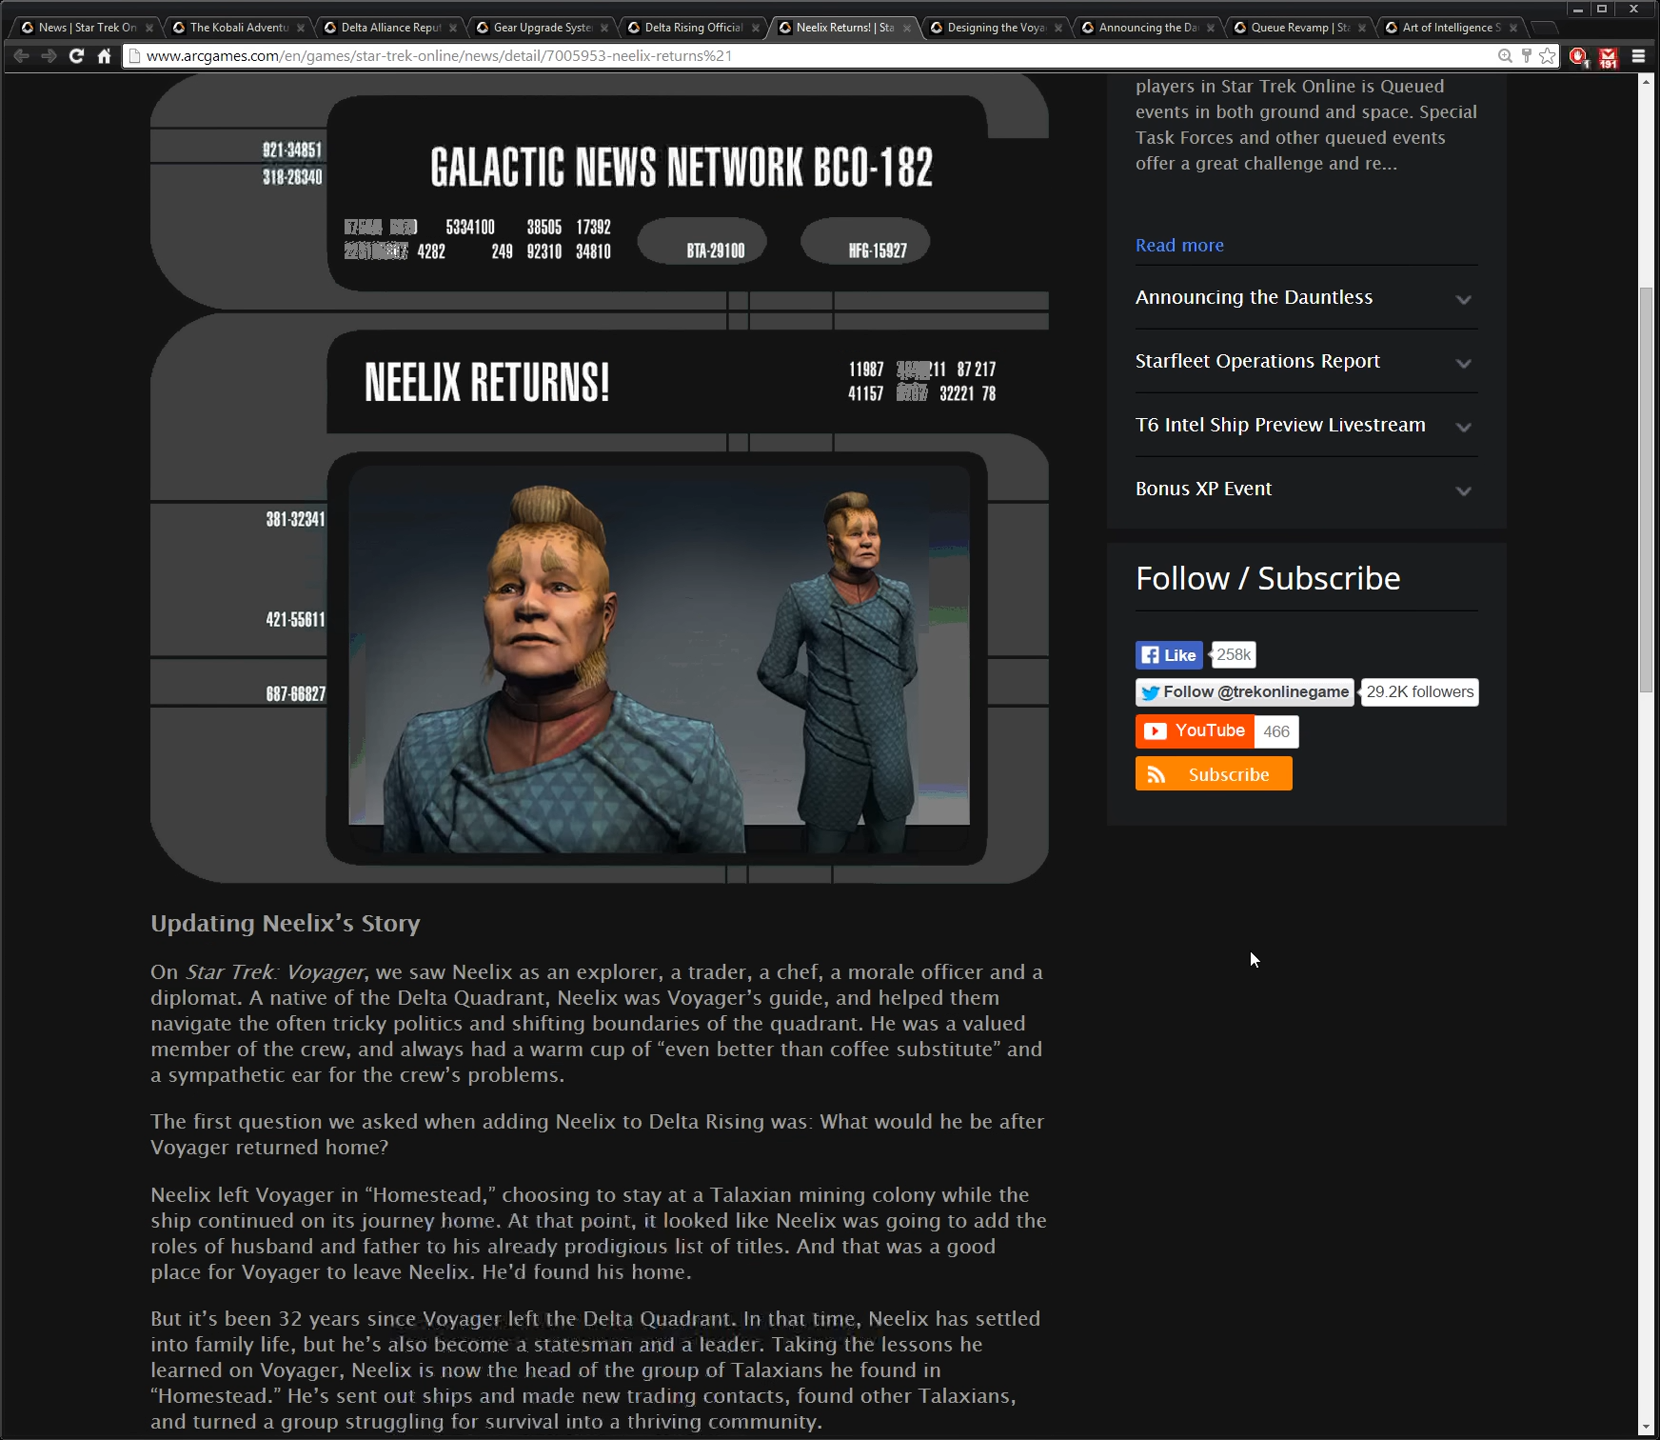 News | Star Trek On
The Kobali Adventu
Delta Alliance Repu
Gear Upgrade Syste
Delta Rising Official
Neelix Returns! | Sta
Designing the Voya
Announcing the Da
Queue Revamp | Sta
Art of Intelligence S
www.arcgames.com/en/games/star-trek-online/news/detail/7005953-neelix-returns%21
1
191
players in Star Trek Online is Queued
events in both ground and space. Special
Task Forces and other queued events
offer a great challenge and re...
Read more
Announcing the Dauntless
Starfleet Operations Report
T6 Intel Ship Preview Livestream
Bonus XP Event
Follow / Subscribe
Like 258k
Follow @trekonlinegame 29.2K followers
YouTube 466
Subscribe
921-34851
318-28340
GALACTIC NEWS NETWORK BCO-182
5334100 38505 17392
4282 249 92310 34810
BTA-29100
HFG-15927
NEELIX RETURNS!
11987 87 217
41157 32221 78
381-32341
421-55611
687-66827
Updating Neelix’s Story
On Star Trek: Voyager, we saw Neelix as an explorer, a trader, a chef, a morale officer and a
diplomat. A native of the Delta Quadrant, Neelix was Voyager’s guide, and helped them
navigate the often tricky politics and shifting boundaries of the quadrant. He was a valued
member of the crew, and always had a warm cup of “even better than coffee substitute” and
a sympathetic ear for the crew’s problems.
The first question we asked when adding Neelix to Delta Rising was: What would he be after
Voyager returned home?
Neelix left Voyager in “Homestead,” choosing to stay at a Talaxian mining colony while the
ship continued on its journey home. At that point, it looked like Neelix was going to add the
roles of husband and father to his already prodigious list of titles. And that was a good
place for Voyager to leave Neelix. He’d found his home.
But it’s been 32 years since Voyager left the Delta Quadrant. In that time, Neelix has settled
into family life, but he’s also become a statesman and a leader. Taking the lessons he
learned on Voyager, Neelix is now the head of the group of Talaxians he found in
“Homestead.” He’s sent out ships and made new trading contacts, found other Talaxians,
and turned a group struggling for survival into a thriving community.